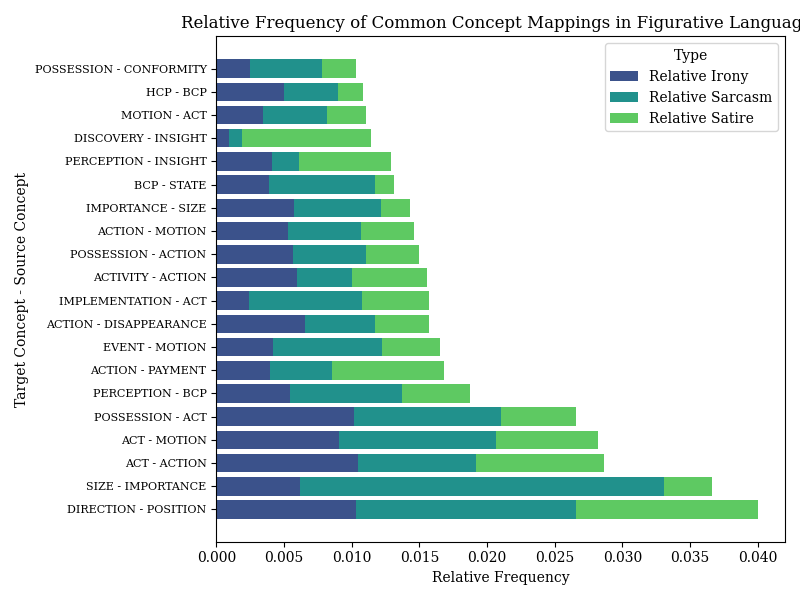 Relative Frequency of Common Concept Mappings in Figurative Languag
Type
Relative Irony
Relative Sarcasm
Relative Satire
Target Concept - Source Concept
POSSESSION - CONFORMITY
HCP - BCP
MOTION - ACT
DISCOVERY - INSIGHT
PERCEPTION - INSIGHT
BCP - STATE
IMPORTANCE - SIZE
ACTION - MOTION
POSSESSION - ACTION
ACTIVITY - ACTION
IMPLEMENTATION - ACT
ACTION - DISAPPEARANCE
EVENT - MOTION
ACTION - PAYMENT
PERCEPTION - BCP
POSSESSION - ACT
ACT - MOTION
ACT - ACTION
SIZE - IMPORTANCE
DIRECTION - POSITION
0.000 0.005 0.010 0.015 0.020 0.025 0.030 0.035 0.040
Relative Frequency